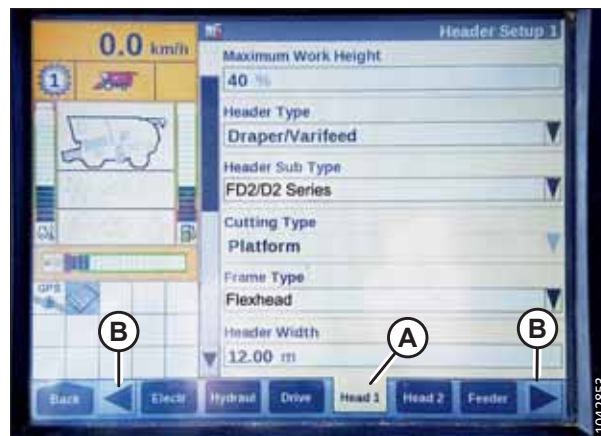 0.0 km/h
Header Setup 1
1
Maximum Work Height
40 %
Header Type
Draper/Varifeed
Header Sub Type
FD2/D2 Series
Cutting Type
Platform
Frame Type
Flexhead
Header Width
12.00 m
GPS
B
A
B
Back
Electr
Hydraul
Drive
Head 1
Head 2
Feeder
1042853